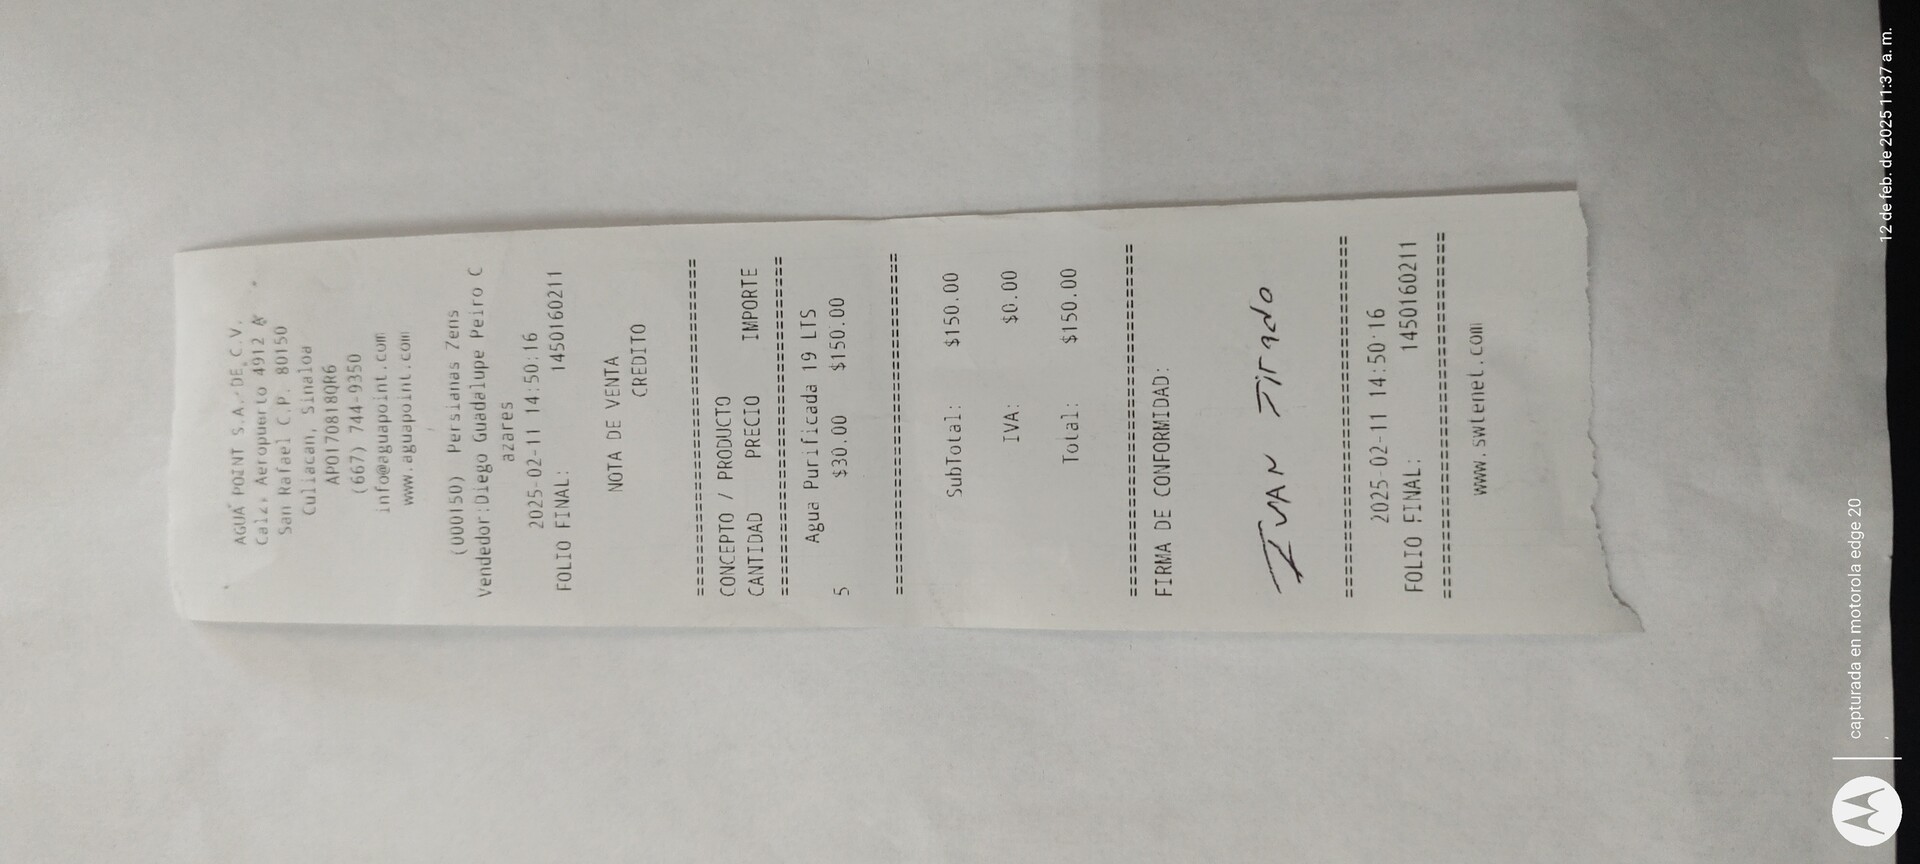 AGUA POINT S.A. DE C.V.
Calz. Aeropuerto 4912 A
San Rafael C.P. 80150
Culiacan, Sinaloa
APO170818QR6
(667) 744-9350
info@aguapoint.com
www.aguapoint.com
(000150) Persianas Zens
Vendedor:Diego Guadalupe Peiro C
azares
2025-02-11 14:50:16
FOLIO FINAL: 1450160211
NOTA DE VENTA
CREDITO
================================
CONCEPTO / PRODUCTO
CANTIDAD PRECIO IMPORTE
================================
Agua Purificada 19 LTS
5 $30.00 $150.00
================================
SubTotal: $150.00
IVA: $0.00
Total: $150.00
================================
FIRMA DE CONFORMIDAD:
IVAN Tirado
================================
2025-02-11 14:50:16
FOLIO FINAL: 1450160211
================================
www.swtenet.com
capturada en motorola edge 20
12 de feb. de 2025 11:37 a. m.